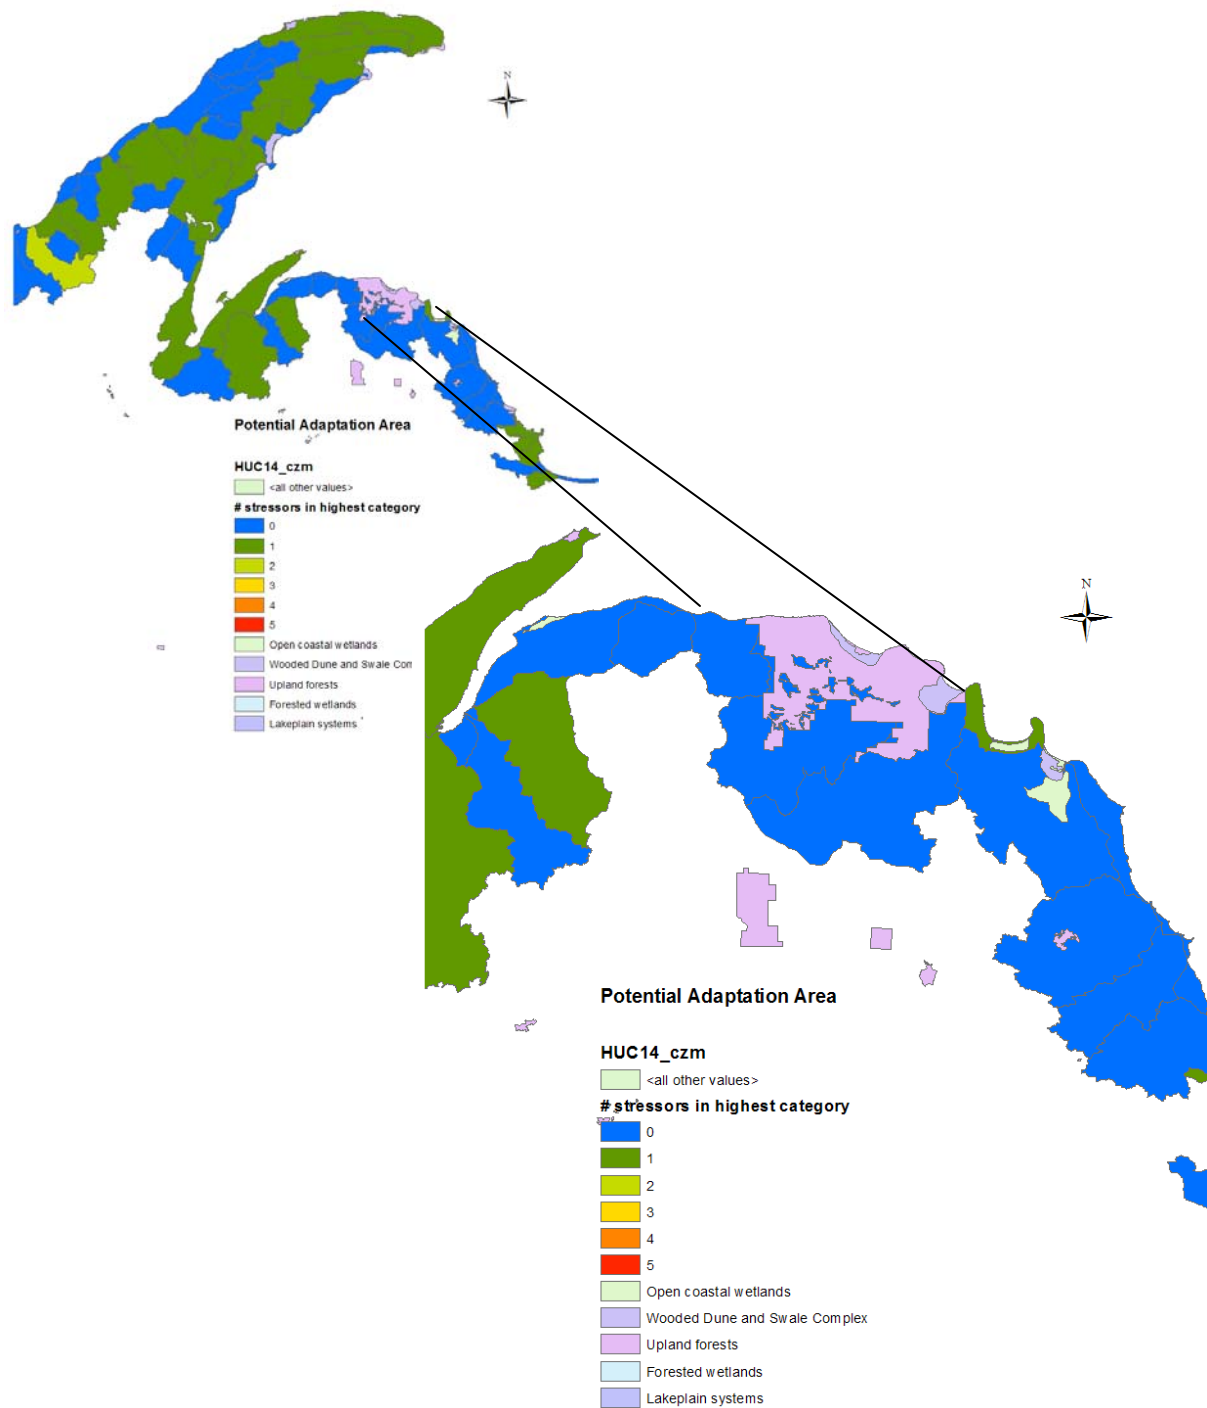 N
Potential Adaptation Area
HUC14_czm
<all other values>
# stressors in highest category
0
1
2
3
4
5
Open coastal wetlands
Wooded Dune and Swale Com
Upland forests
Forested wetlands
Lakeplain systems
N
Potential Adaptation Area
HUC14_czm
<all other values>
# stressors in highest category
0
1
2
3
4
5
Open coastal wetlands
Wooded Dune and Swale Complex
Upland forests
Forested wetlands
Lakeplain systems